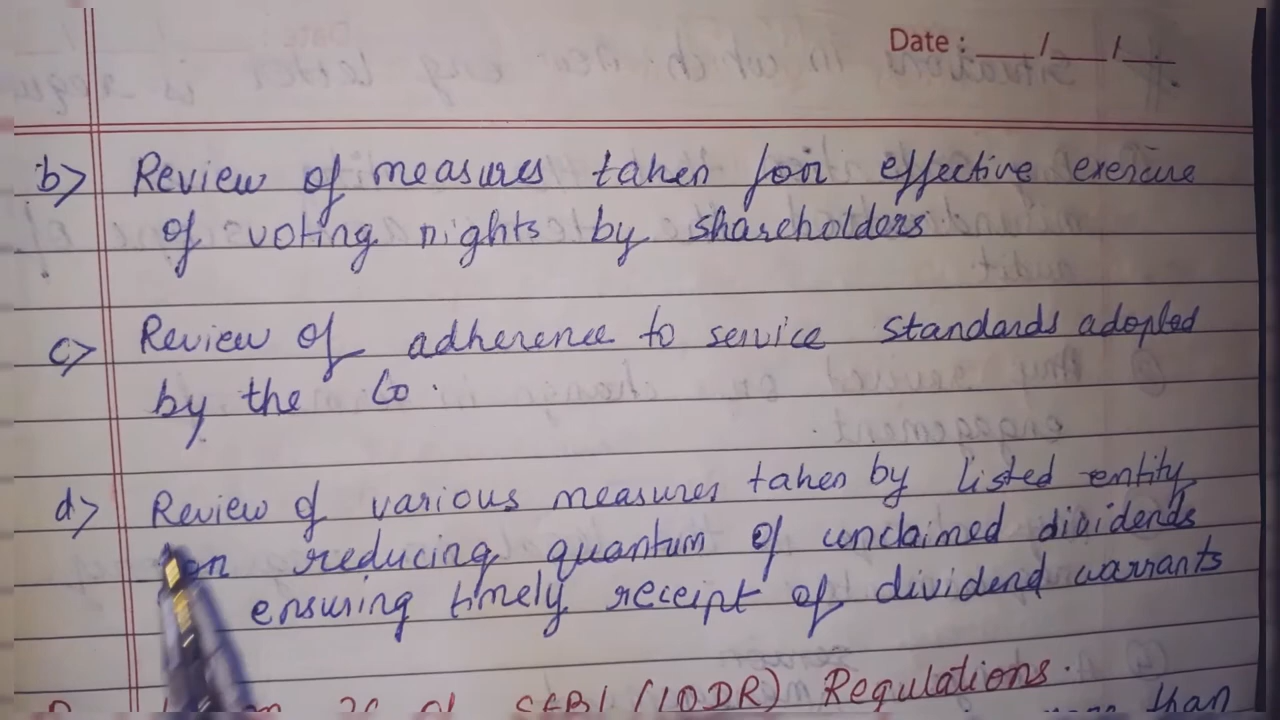 Date : ___/___/___
b) Review of measures taken for effective exercise
of voting rights by shareholders
c) Review of adherence to service standards adopted
by the Co.
d) Review of various measures taken by listed entity
reducing quantum of unclaimed dividends
ensuring timely receipt of dividend warrants
of SEBI (LODR) Regulations.
than